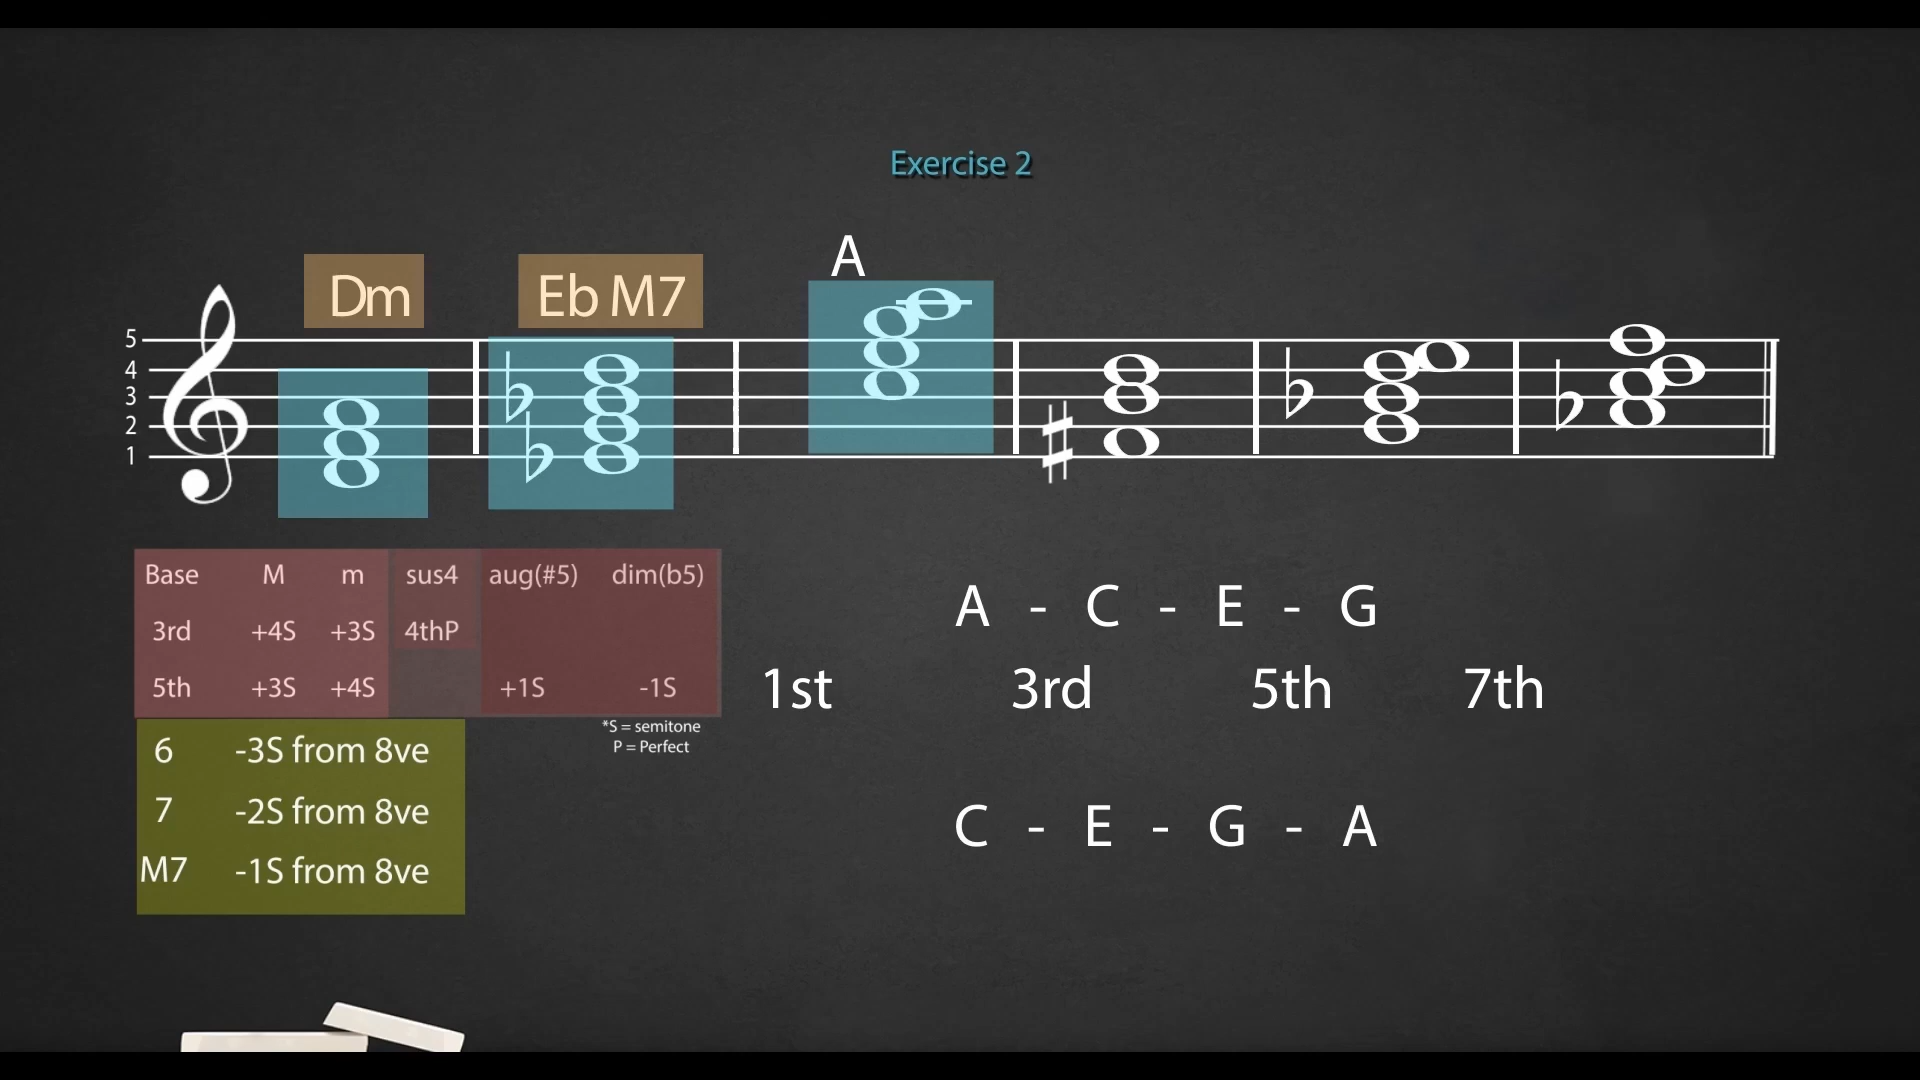 Exercise 2
A
Dm Eb M7
5
4
3
2
1
Base M m sus4 aug(#5) dim(b5)
3rd +4S +3S 4thP
5th +3S +4S +1S -1S
*S = semitone
P = Perfect
6 -3S from 8ve
7 -2S from 8ve
M7 -1S from 8ve
A - C - E - G
1st 3rd 5th 7th
C - E - G - A